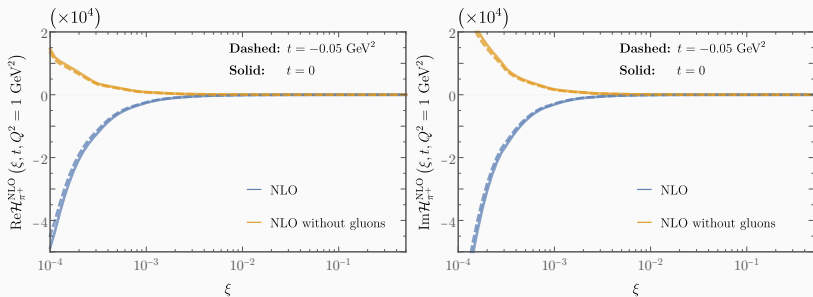 (×10⁴)
Dashed: t = −0.05 GeV²
Solid: t = 0
2
0
−2
−4
ReH^{NLO}_{π⁺}(ξ, t, Q² = 1 GeV²)
NLO
NLO without gluons
10⁻⁴ 10⁻³ 10⁻² 10⁻¹
ξ
(×10⁴)
Dashed: t = −0.05 GeV²
Solid: t = 0
2
0
−2
−4
ImH^{NLO}_{π⁺}(ξ, t, Q² = 1 GeV²)
NLO
NLO without gluons
10⁻⁴ 10⁻³ 10⁻² 10⁻¹
ξ